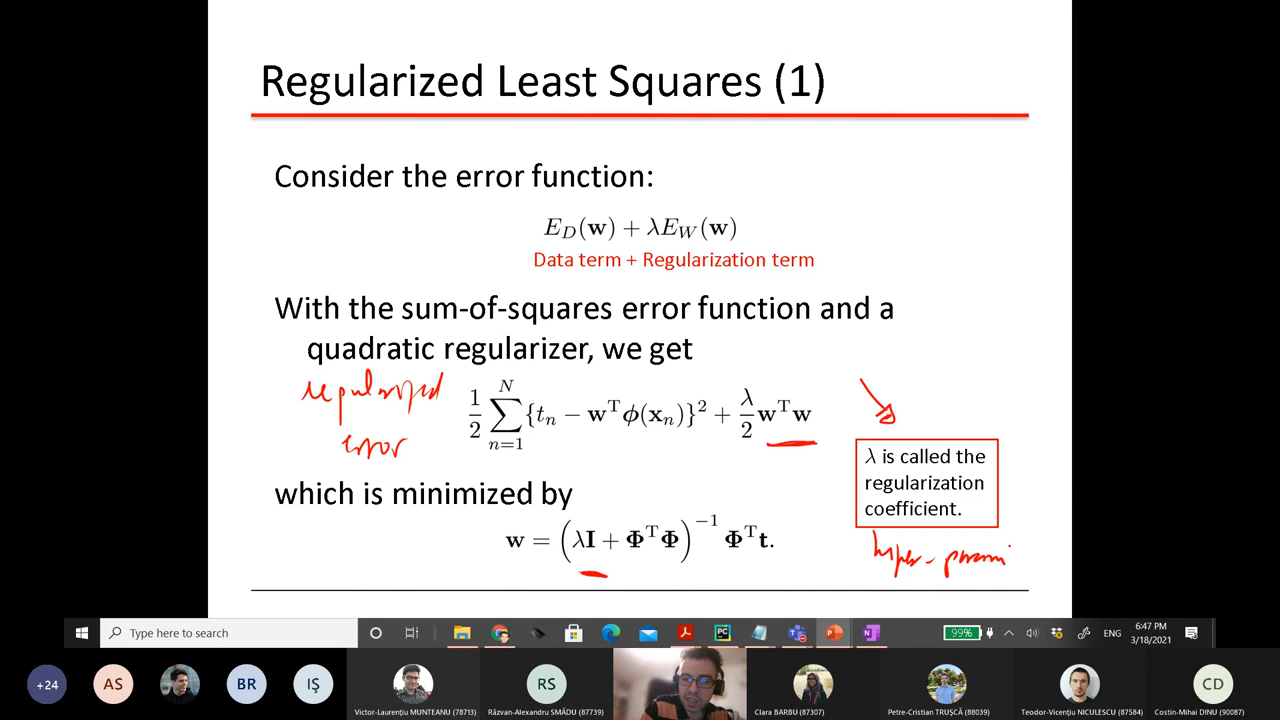 Regularized Least Squares (1)
Consider the error function:
E_D(w) + λE_W(w)
Data term + Regularization term
With the sum-of-squares error function and a
quadratic regularizer, we get
regularized
error
1/2 ∑_{n=1}^{N} {t_n − w^T ϕ(x_n)}² + λ/2 w^T w
λ is called the
regularization
coefficient.
which is minimized by
w = (λI + Φ^T Φ)^{−1} Φ^T t.
Type here to search
99%
ENG
6:47 PM
3/18/2021
+24
AS
BR
IŞ
RS
CD
Victor-Laurențiu MUNTEANU (78713)
Răzvan-Alexandru SMĂDU (87739)
Clara BARBU (87307)
Petre-Cristian TRUȘCĂ (88039)
Teodor-Vicențiu NICULESCU (87584)
Costin-Mihai DINU (90087)